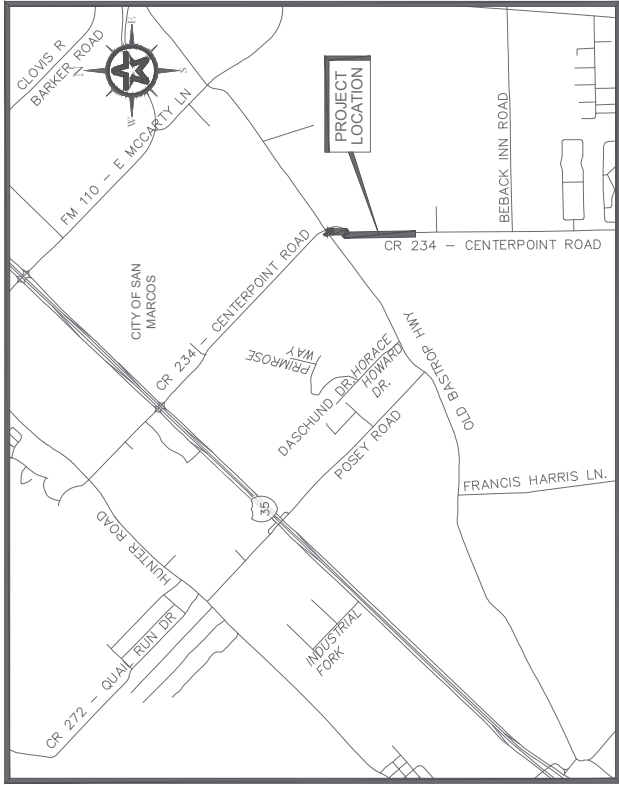 CLOVIS R
BARKER ROAD
N
E
S
W
FM 110 - E MCCARTY LN
PROJECT
LOCATION
BEBACK INN ROAD
CR 234 - CENTERPOINT ROAD
CITY OF SAN
MARCOS
CR 234 - CENTERPOINT ROAD
PRIMROSE
WAY
DASCHUND DR.
HORACE
HOWARD
DR.
OLD BASTROP HWY
POSEY ROAD
FRANCIS HARRIS LN.
35
HUNTER ROAD
INDUSTRIAL
FORK
CR 272 - QUAIL RUN DR